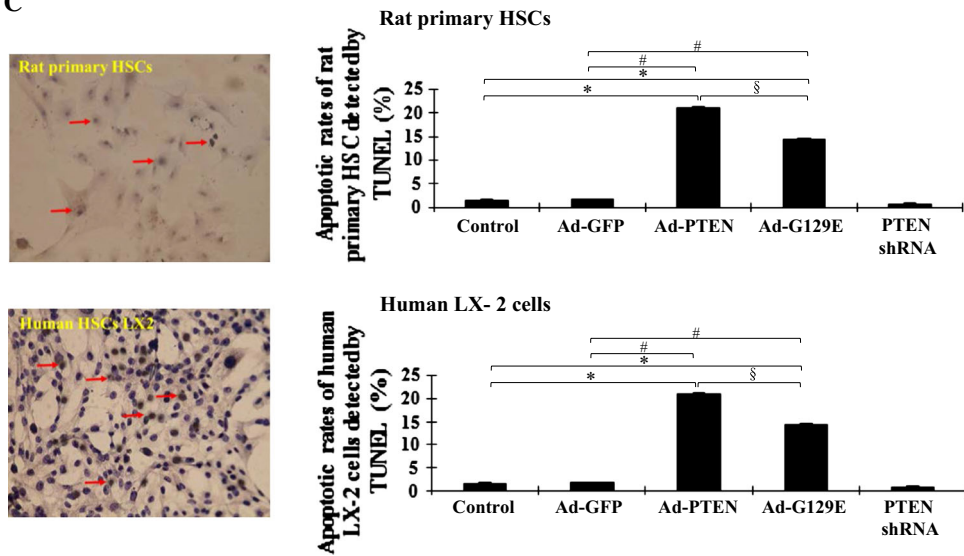 C
Rat primary HSCs
Rat primary HSCs
Apoptotic rates of rat
primary HSC detectedby
TUNEL (%)
#
#
*
*
§
25
20
15
10
5
0
Control
Ad-GFP
Ad-PTEN
Ad-G129E
PTEN
shRNA
Human HSCs LX2
Human LX- 2 cells
Apoptotic rates of human
LX-2 cells detectedby
TUNEL (%)
#
#
*
*
§
25
20
15
10
5
0
Control
Ad-GFP
Ad-PTEN
Ad-G129E
PTEN
shRNA